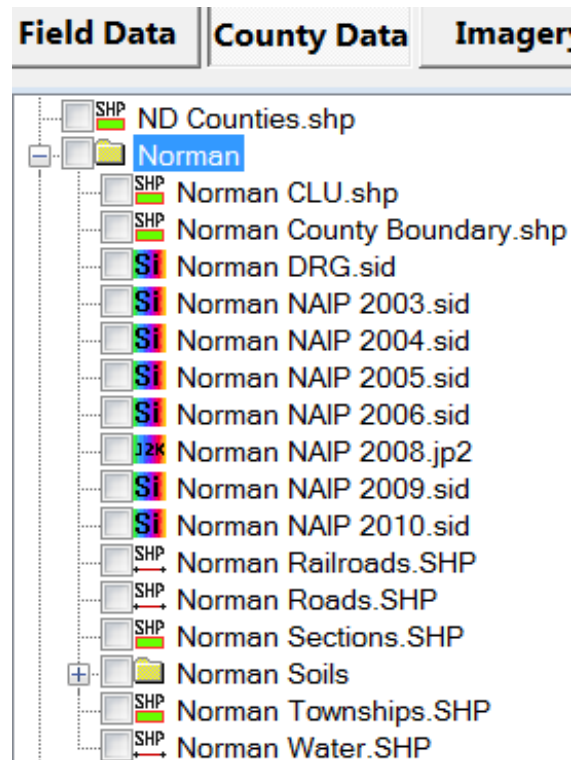 Field Data County Data Imagery
SHP ND Counties.shp
Norman
SHP Norman CLU.shp
SHP Norman County Boundary.shp
Si Norman DRG.sid
Si Norman NAIP 2003.sid
Si Norman NAIP 2004.sid
Si Norman NAIP 2005.sid
Si Norman NAIP 2006.sid
J2K Norman NAIP 2008.jp2
Si Norman NAIP 2009.sid
Si Norman NAIP 2010.sid
SHP Norman Railroads.SHP
SHP Norman Roads.SHP
SHP Norman Sections.SHP
Norman Soils
SHP Norman Townships.SHP
SHP Norman Water.SHP